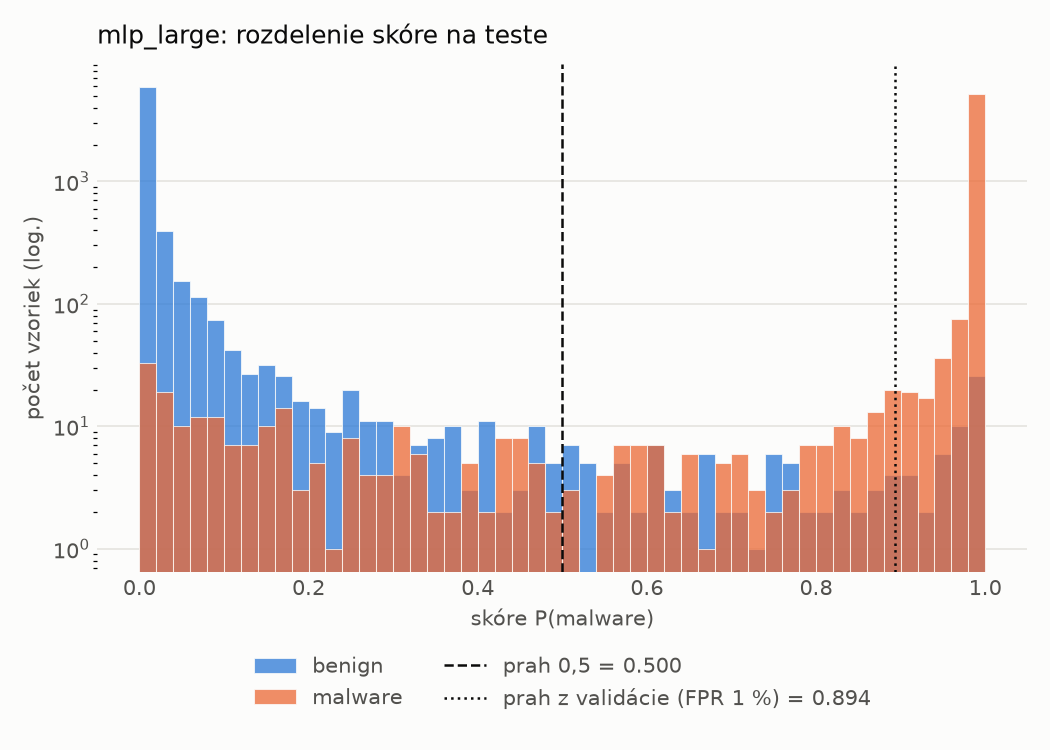 mlp_large: rozdelenie skóre na teste
počet vzoriek (log.)
10³
10²
10¹
10⁰
0.0 0.2 0.4 0.6 0.8 1.0
skóre P(malware)
benign
malware
prah 0,5 = 0.500
prah z validácie (FPR 1 %) = 0.894